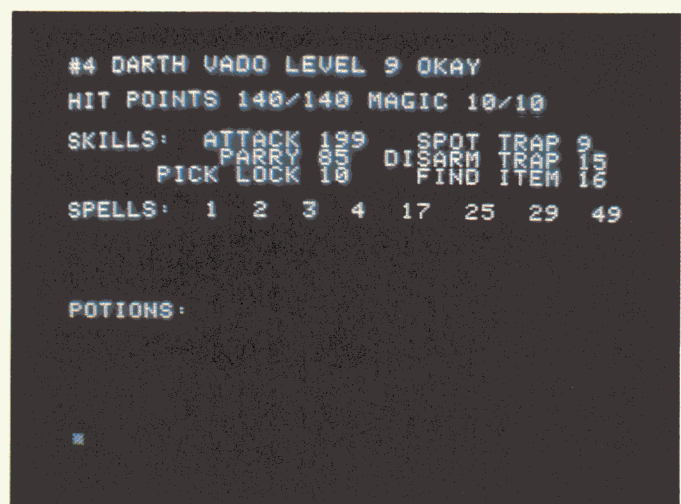 #4 DARTH VADO LEVEL 9 OKAY
HIT POINTS 140/140 MAGIC 10/10
SKILLS: ATTACK 199 SPOT TRAP 9
PARRY 85 DISARM TRAP 15
PICK LOCK 10 FIND ITEM 16
SPELLS: 1 2 3 4 17 25 29 49
POTIONS: